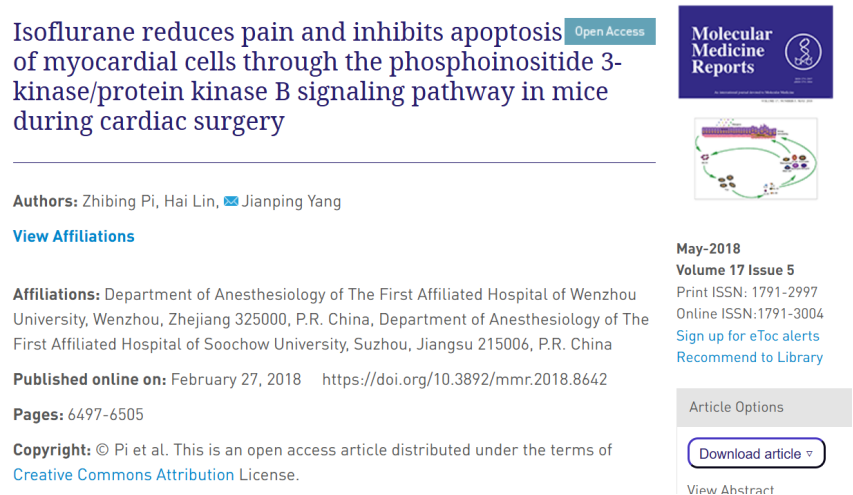 Isoflurane reduces pain and inhibits apoptosis
Open Access
of myocardial cells through the phosphoinositide 3-
kinase/protein kinase B signaling pathway in mice
during cardiac surgery
Authors: Zhibing Pi, Hai Lin, Jianping Yang
View Affiliations
Affiliations: Department of Anesthesiology of The First Affiliated Hospital of Wenzhou
University, Wenzhou, Zhejiang 325000, P.R. China, Department of Anesthesiology of The
First Affiliated Hospital of Soochow University, Suzhou, Jiangsu 215006, P.R. China
Published online on: February 27, 2018 https://doi.org/10.3892/mmr.2018.8642
Pages: 6497-6505
Copyright: © Pi et al. This is an open access article distributed under the terms of
Creative Commons Attribution License.
Molecular
Medicine
Reports
May-2018
Volume 17 Issue 5
Print ISSN: 1791-2997
Online ISSN:1791-3004
Sign up for eToc alerts
Recommend to Library
Article Options
Download article ▿
View Abstract